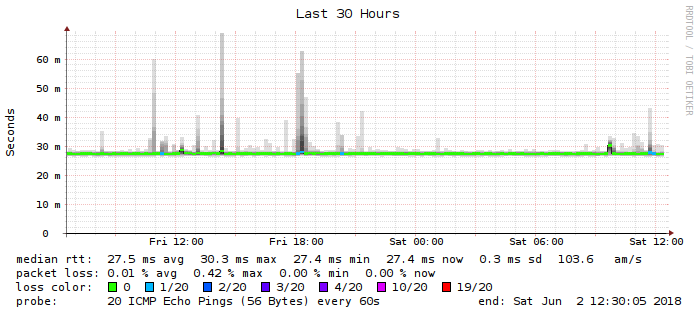 Last 30 Hours
RRDTOOL / TOBI OETIKER
Seconds
60 m
50 m
40 m
30 m
20 m
10 m
0
Fri 12:00 Fri 18:00 Sat 00:00 Sat 06:00 Sat 12:00
median rtt: 27.5 ms avg 30.3 ms max 27.4 ms min 27.4 ms now 0.3 ms sd 103.6 am/s
packet loss: 0.01 % avg 0.42 % max 0.00 % min 0.00 % now
loss color: 0 1/20 2/20 3/20 4/20 10/20 19/20
probe: 20 ICMP Echo Pings (56 Bytes) every 60s end: Sat Jun 2 12:30:05 2018